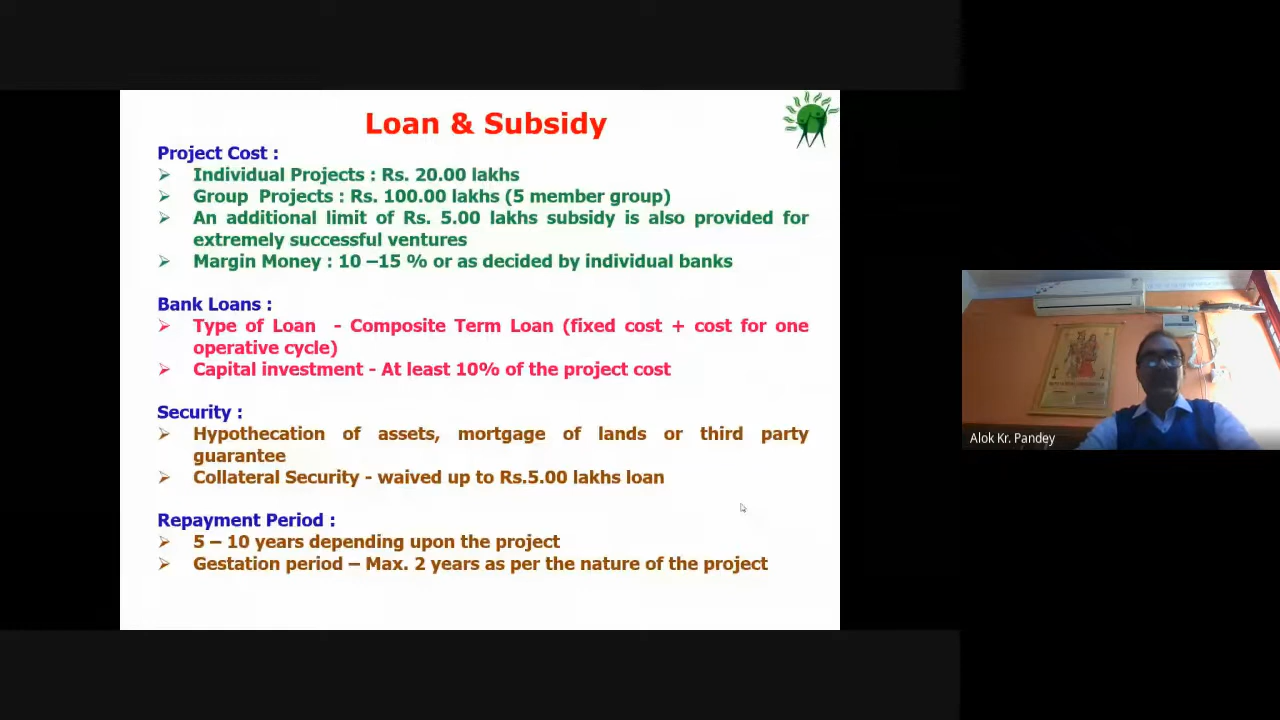 Loan & Subsidy
Project Cost :
➢ Individual Projects : Rs. 20.00 lakhs
➢ Group Projects : Rs. 100.00 lakhs (5 member group)
➢ An additional limit of Rs. 5.00 lakhs subsidy is also provided for
extremely successful ventures
➢ Margin Money : 10 –15 % or as decided by individual banks
Bank Loans :
➢ Type of Loan - Composite Term Loan (fixed cost + cost for one
operative cycle)
➢ Capital investment - At least 10% of the project cost
Security :
➢ Hypothecation of assets, mortgage of lands or third party
guarantee
➢ Collateral Security - waived up to Rs.5.00 lakhs loan
Repayment Period :
➢ 5 – 10 years depending upon the project
➢ Gestation period – Max. 2 years as per the nature of the project
Alok Kr. Pandey